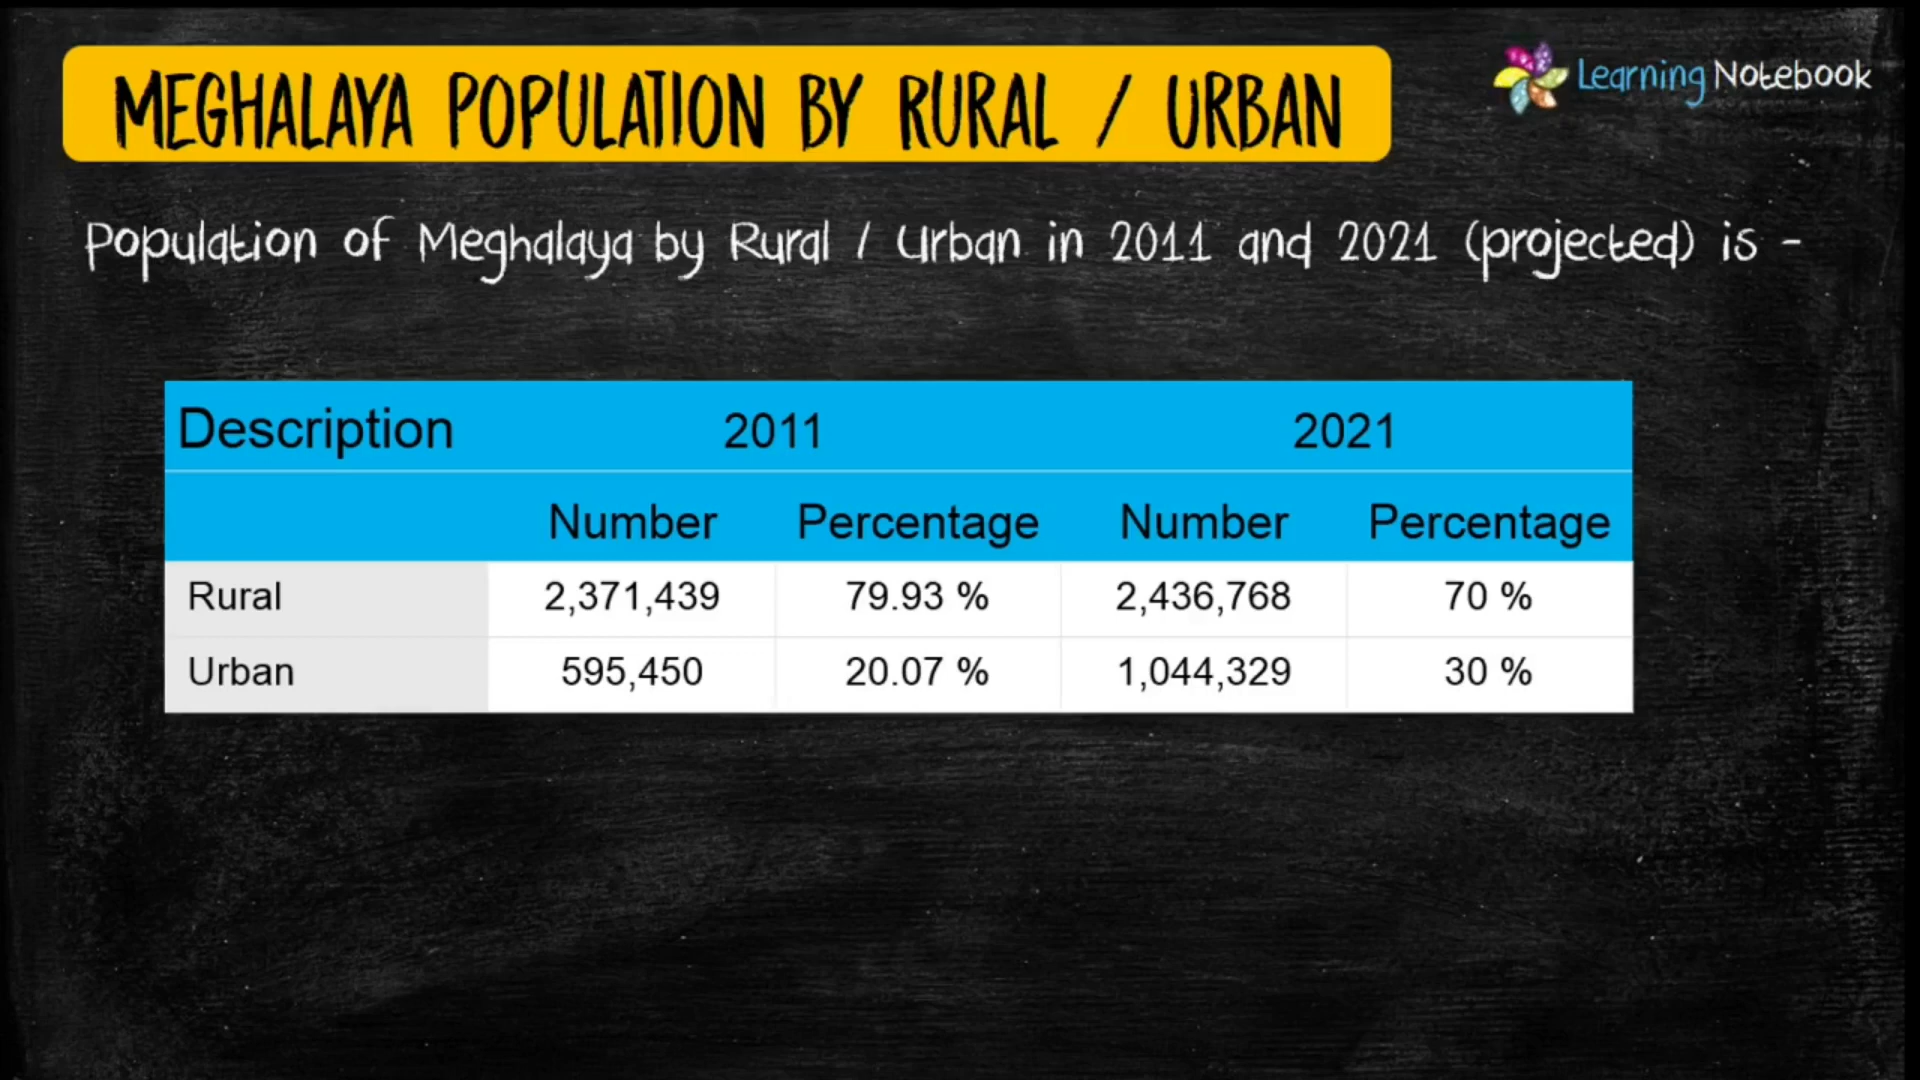 MEGHALAYA POPULATION BY RURAL / URBAN
Learning Notebook
Population of Meghalaya by Rural / Urban in 2011 and 2021 (projected) is -
Description 2011 2021
Number Percentage Number Percentage
Rural 2,371,439 79.93 % 2,436,768 70 %
Urban 595,450 20.07 % 1,044,329 30 %